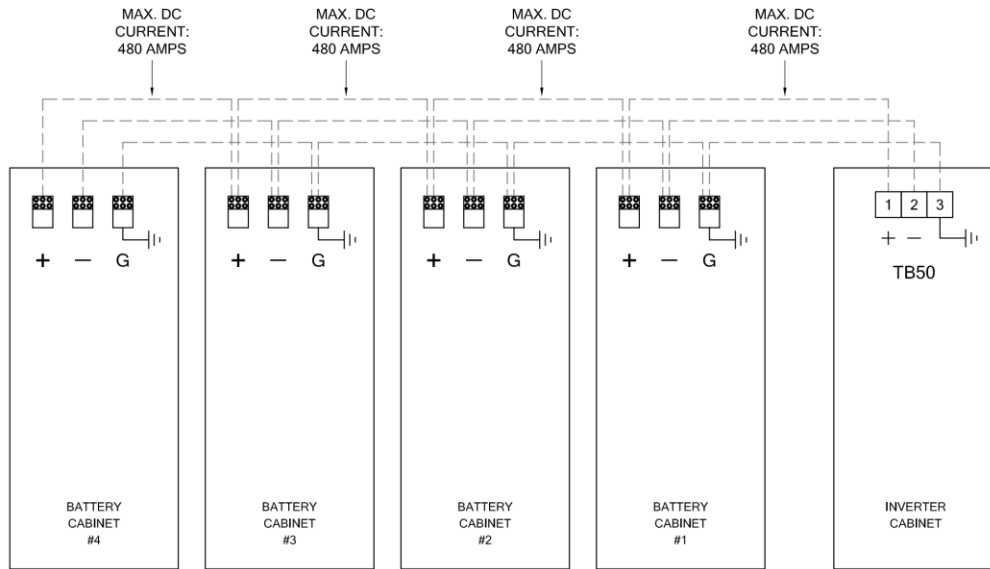 MAX. DC
CURRENT:
480 AMPS
MAX. DC
CURRENT:
480 AMPS
MAX. DC
CURRENT:
480 AMPS
MAX. DC
CURRENT:
480 AMPS
+ — G
+ — G
+ — G
+ — G
1 2 3
+ —
TB50
BATTERY
CABINET
#4
BATTERY
CABINET
#3
BATTERY
CABINET
#2
BATTERY
CABINET
#1
INVERTER
CABINET